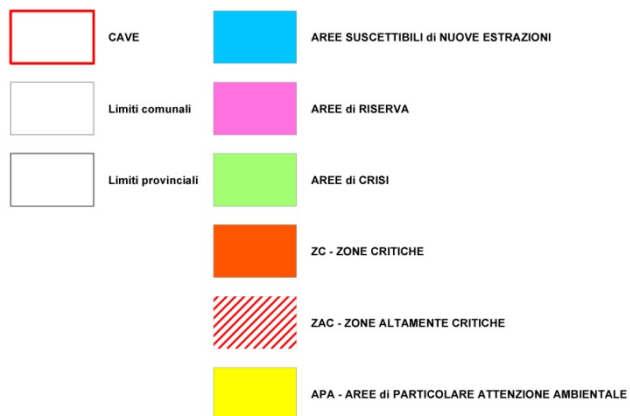 CAVE
AREE SUSCETTIBILI di NUOVE ESTRAZIONI
Limiti comunali
AREE di RISERVA
Limiti provinciali
AREE di CRISI
ZC - ZONE CRITICHE
ZAC - ZONE ALTAMENTE CRITICHE
APA - AREE di PARTICOLARE ATTENZIONE AMBIENTALE